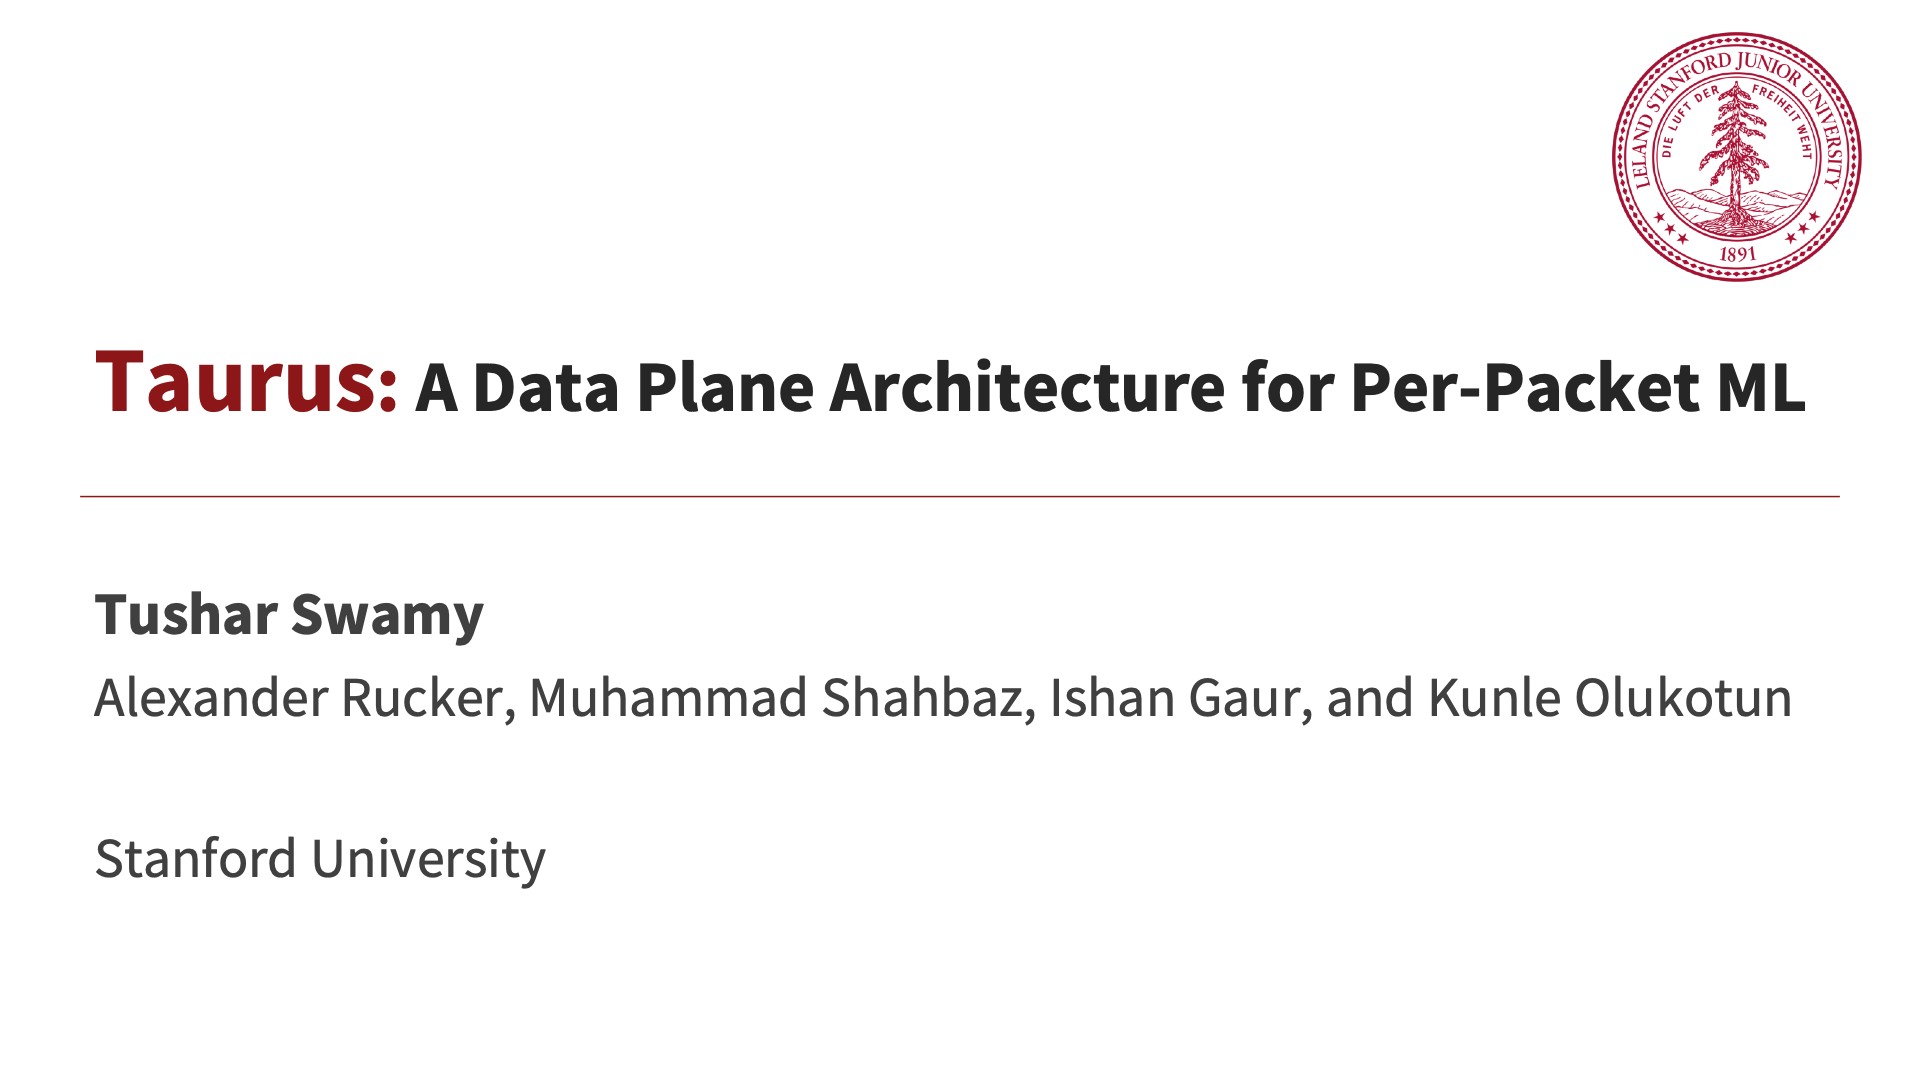 LELAND STANFORD JUNIOR UNIVERSITY
DIE LUFT DER FREIHEIT WEHT
1891
Taurus: A Data Plane Architecture for Per-Packet ML
Tushar Swamy
Alexander Rucker, Muhammad Shahbaz, Ishan Gaur, and Kunle Olukotun
Stanford University